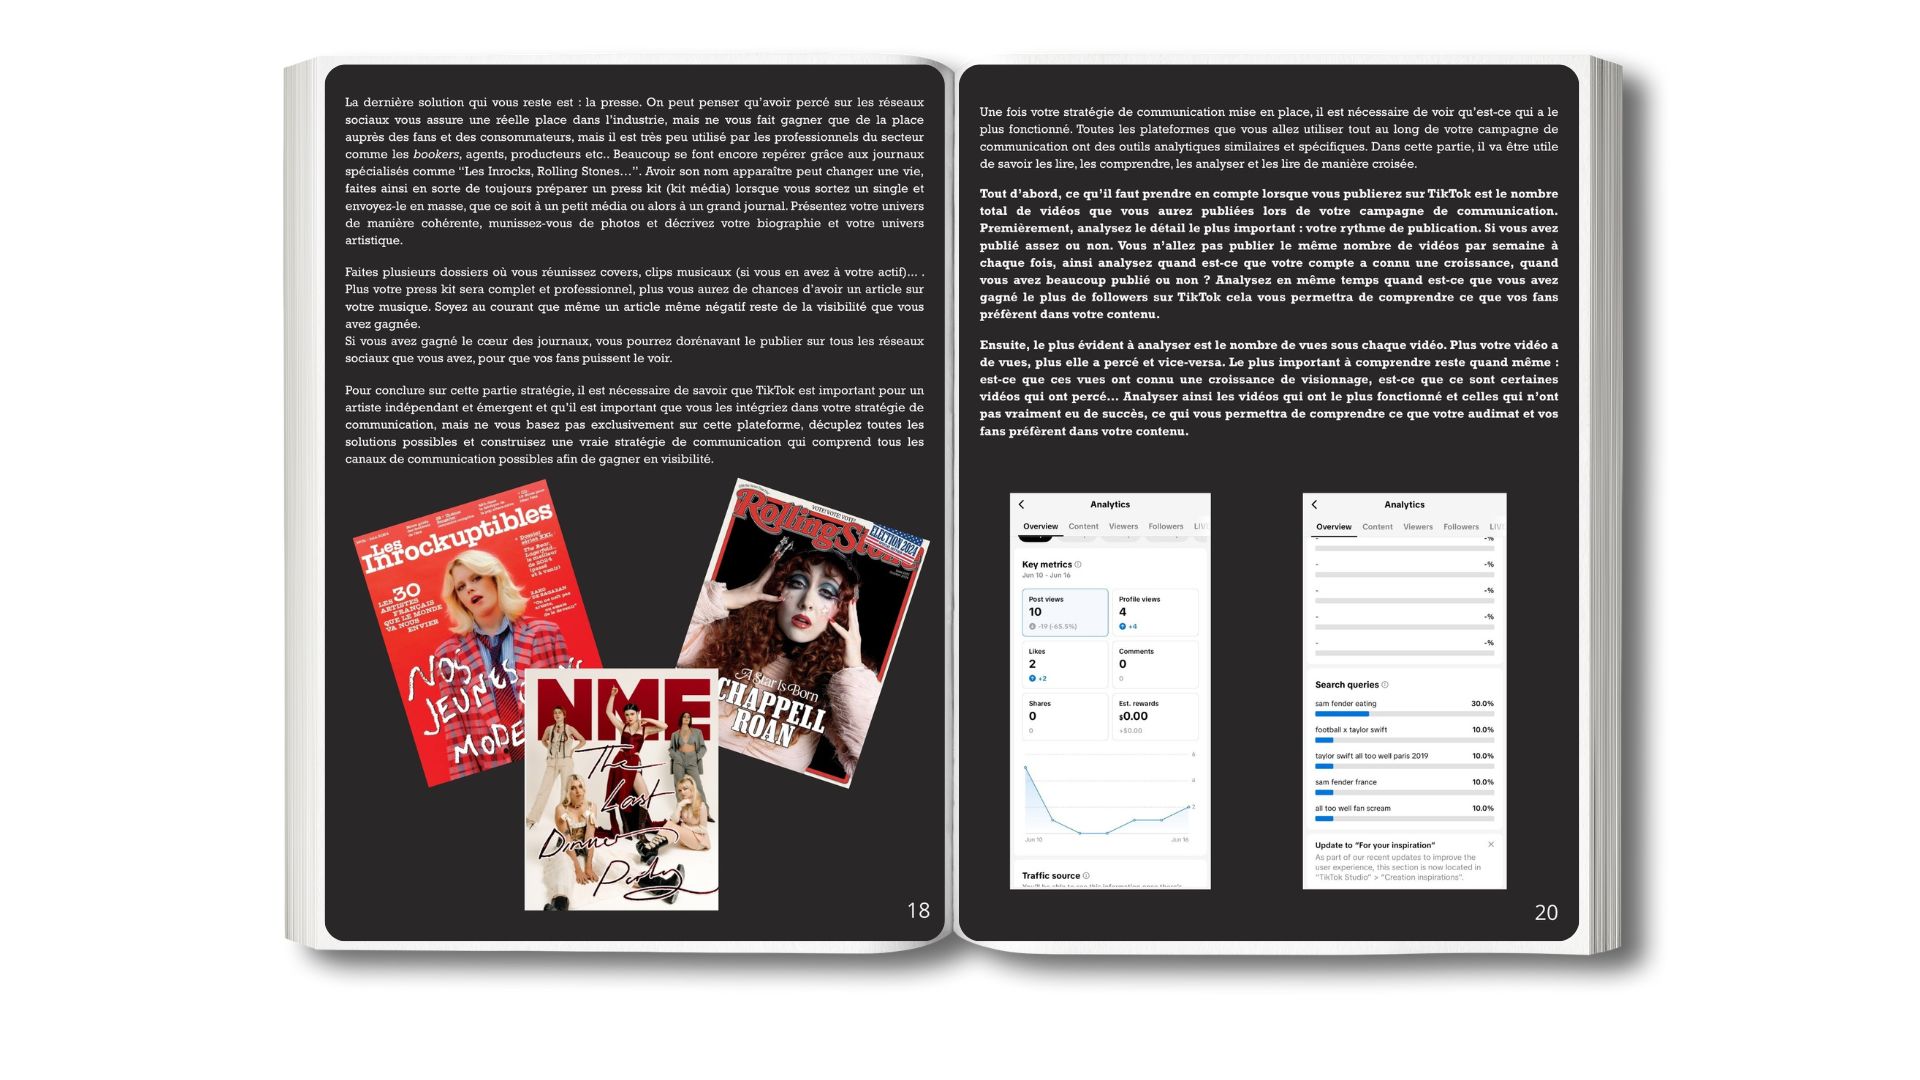 La dernière solution qui vous reste est : la presse. On peut penser qu'avoir percé sur les réseaux
sociaux vous assure une réelle place dans l'industrie, mais ne vous fait gagner que de la place
auprès des fans et des consommateurs, mais il est très peu utilisé par les professionnels du secteur
comme les bookers, agents, producteurs etc.. Beaucoup se font encore repérer grâce aux journaux
spécialisés comme "Les Inrocks, Rolling Stones...". Avoir son nom apparaître peut changer une vie,
faites ainsi en sorte de toujours préparer un press kit (kit média) lorsque vous sortez un single et
envoyez-le en masse, que ce soit à un petit média ou alors à un grand journal. Présentez votre univers
de manière cohérente, munissez-vous de photos et décrivez votre biographie et votre univers
artistique.
Faites plusieurs dossiers où vous réunissez covers, clips musicaux (si vous en avez à votre actif)... .
Plus votre press kit sera complet et professionnel, plus vous aurez de chances d'avoir un article sur
votre musique. Soyez au courant que même un article même négatif reste de la visibilité que vous
avez gagnée.
Si vous avez gagné le cœur des journaux, vous pourrez dorénavant le publier sur tous les réseaux
sociaux que vous avez, pour que vos fans puissent le voir.
Pour conclure sur cette partie stratégie, il est nécessaire de savoir que TikTok est important pour un
artiste indépendant et émergent et qu'il est important que vous les intégriez dans votre stratégie de
communication, mais ne vous basez pas exclusivement sur cette plateforme, décuplez toutes les
solutions possibles et construisez une vraie stratégie de communication qui comprend tous les
canaux de communication possibles afin de gagner en visibilité.
Les
Inrockuptibles
LES 30
ARTISTES
FRANÇAIS
QUE LE MONDE
VA NOUS
ENVIER
NOS
JEUNES
MODE
RollingSto
VOTE! VOTE! VOTE!
ELECTION 2024
A Star Is Born
CHAPPELL
ROAN
NME
The
Last
Dinner
Party
18
Une fois votre stratégie de communication mise en place, il est nécessaire de voir qu'est-ce qui a le
plus fonctionné. Toutes les plateformes que vous allez utiliser tout au long de votre campagne de
communication ont des outils analytiques similaires et spécifiques. Dans cette partie, il va être utile
de savoir les lire, les comprendre, les analyser et les lire de manière croisée.
Tout d'abord, ce qu'il faut prendre en compte lorsque vous publierez sur TikTok est le nombre
total de vidéos que vous aurez publiées lors de votre campagne de communication.
Premièrement, analysez le détail le plus important : votre rythme de publication. Si vous avez
publié assez ou non. Vous n'allez pas publier le même nombre de vidéos par semaine à
chaque fois, ainsi analysez quand est-ce que votre compte a connu une croissance, quand
vous avez beaucoup publié ou non ? Analysez en même temps quand est-ce que vous avez
gagné le plus de followers sur TikTok cela vous permettra de comprendre ce que vos fans
préfèrent dans votre contenu.
Ensuite, le plus évident à analyser est le nombre de vues sous chaque vidéo. Plus votre vidéo a
de vues, plus elle a percé et vice-versa. Le plus important à comprendre reste quand même :
est-ce que ces vues ont connu une croissance de visionnage, est-ce que ce sont certaines
vidéos qui ont percé... Analyser ainsi les vidéos qui ont le plus fonctionné et celles qui n'ont
pas vraiment eu de succès, ce qui vous permettra de comprendre ce que votre audimat et vos
fans préfèrent dans votre contenu.
Analytics
Overview Content Viewers Followers LIV
Key metrics
Jun 10 - Jun 16
Post views Profile views
10 4
-19 (-65.5%) +4
Likes Comments
2 0
+2 0
Shares Est. rewards
0 $0.00
0 +$0.00
6
4
2
Jun 10 Jun 16
Traffic source
Analytics
Overview Content Viewers Followers LIV
-%
- -%
- -%
- -%
- -%
Search queries
sam fender eating 30.0%
football x taylor swift 10.0%
taylor swift all too well paris 2019 10.0%
sam fender france 10.0%
all too well fan scream 10.0%
Update to "For your inspiration"
As part of our recent updates to improve the
user experience, this section is now located in
"TikTok Studio" > "Creation inspirations".
20